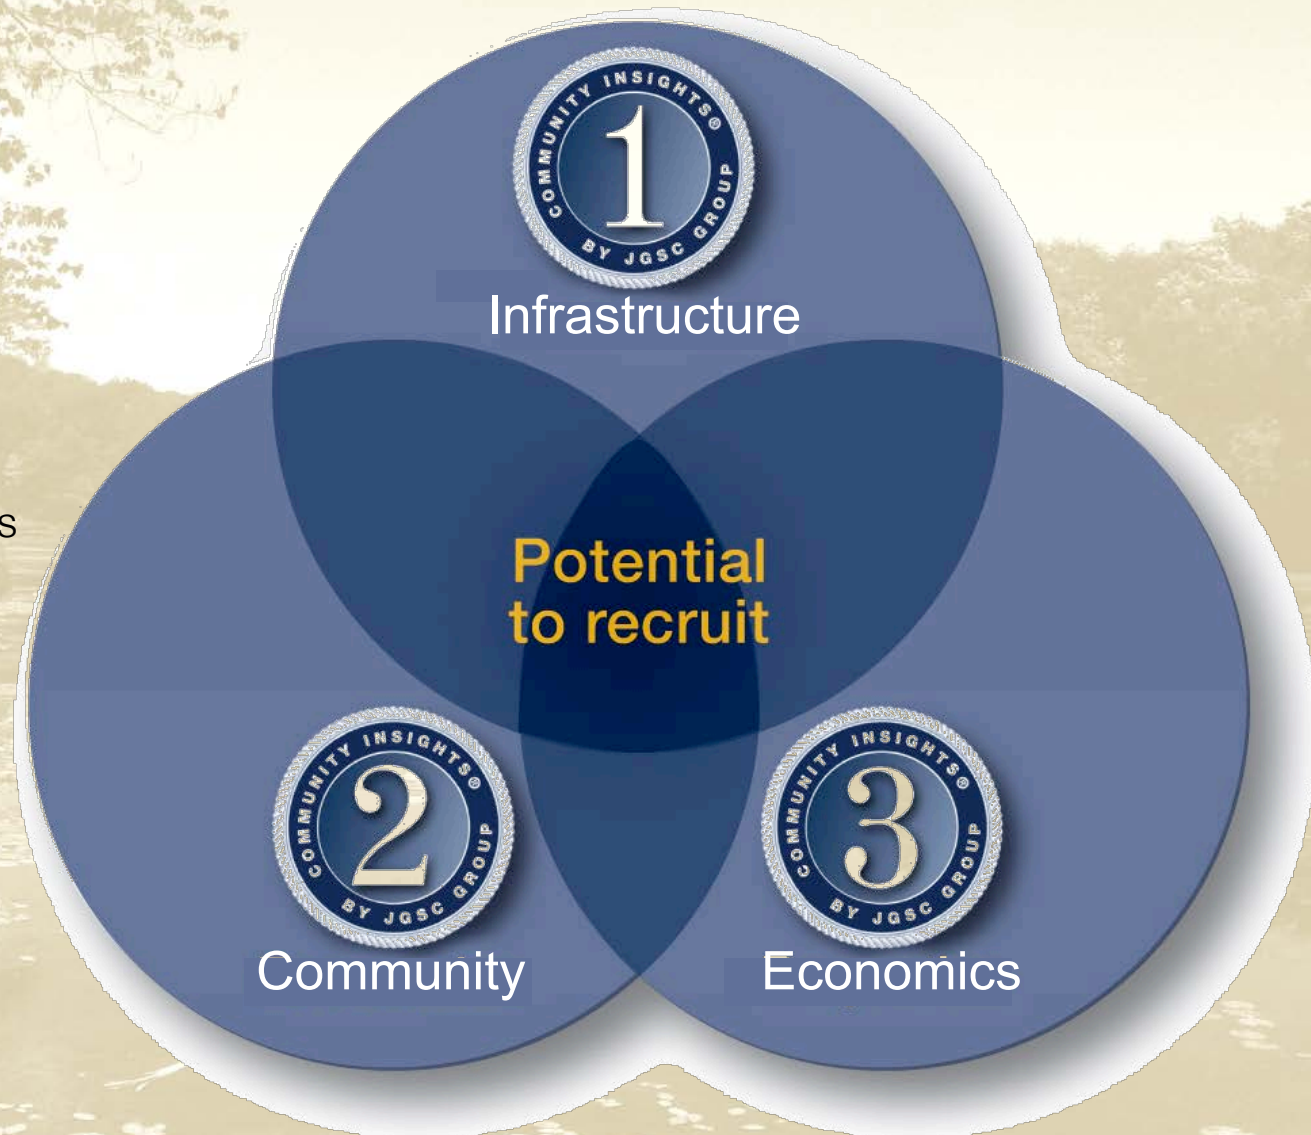 COMMUNITY INSIGHTS®
1
BY JGSC GROUP
Infrastructure
s
Potential
to recruit
COMMUNITY INSIGHTS®
2
BY JGSC GROUP
Community
COMMUNITY INSIGHTS®
3
BY JGSC GROUP
Economics